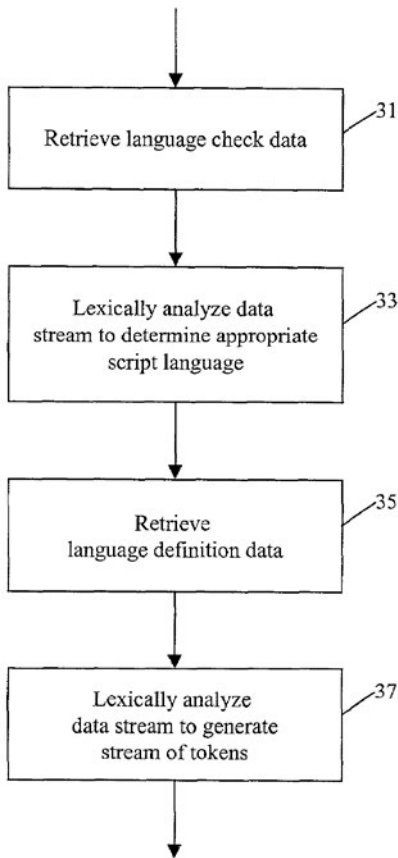 Retrieve language check data
31
Lexically analyze data
stream to determine appropriate
script language
33
Retrieve
language definition data
35
Lexically analyze
data stream to generate
stream of tokens
37